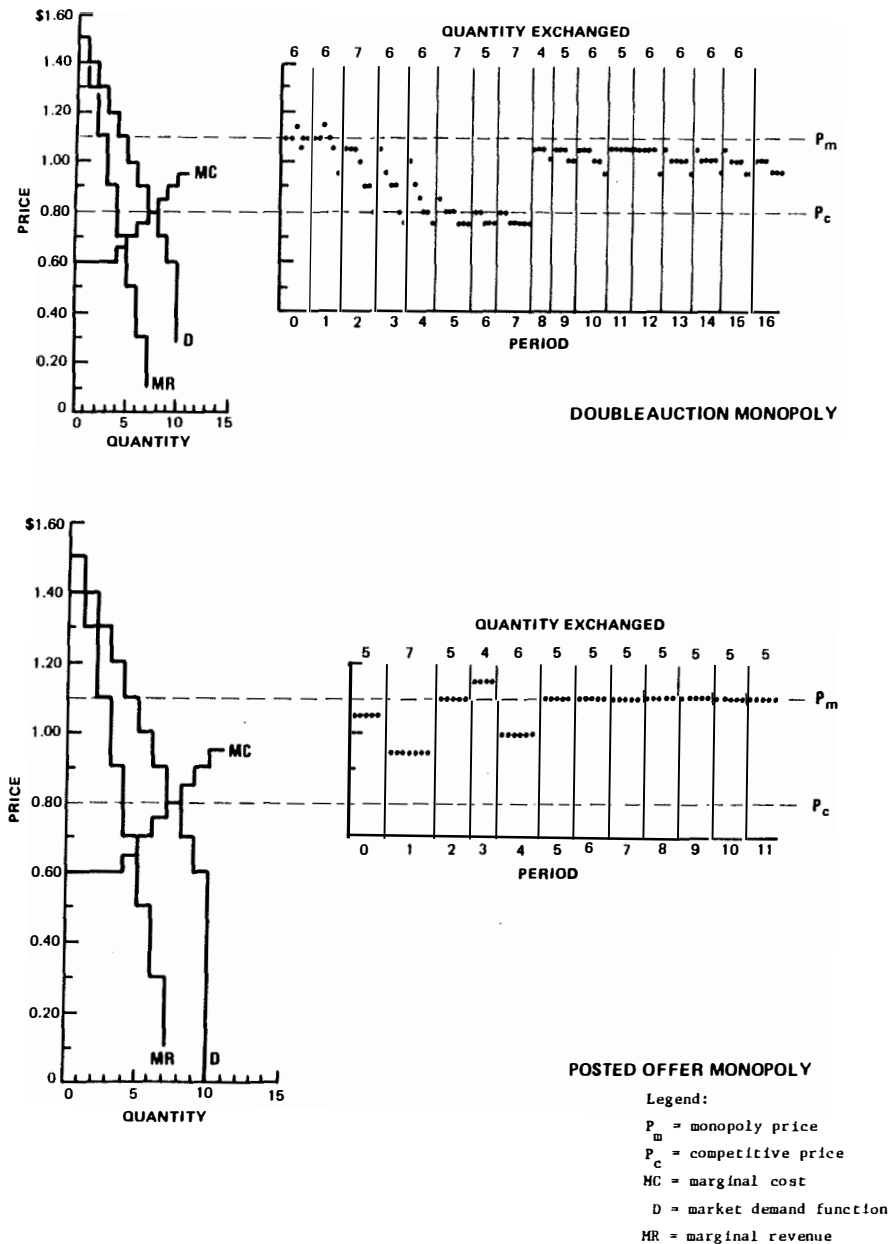 $1.60
1.40
1.20
1.00
0.80
0.60
0.40
0.20
0
PRICE
0 5 10 15
QUANTITY
MC
D
MR
QUANTITY EXCHANGED
6 6 7 6 6 7 5 7 4 5 6 5 6 6 6 6
Pm
Pc
0 1 2 3 4 5 6 7 8 9 10 11 12 13 14 15 16
PERIOD
DOUBLE AUCTION MONOPOLY
$1.60
1.40
1.20
1.00
0.80
0.60
0.40
0.20
0
PRICE
0 5 10 15
QUANTITY
MC
MR
D
QUANTITY EXCHANGED
5 7 5 4 6 5 5 5 5 5 5 5
Pm
Pc
0 1 2 3 4 5 6 7 8 9 10 11
PERIOD
POSTED OFFER MONOPOLY
Legend:
Pm = monopoly price
Pc = competitive price
MC = marginal cost
D = market demand function
MR = marginal revenue